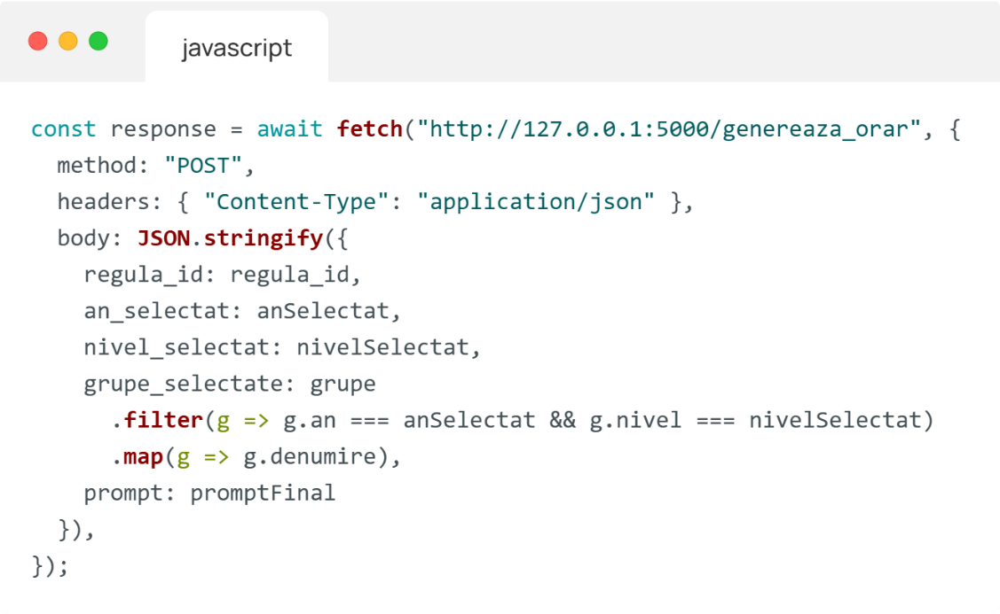 javascript
const response = await fetch("http://127.0.0.1:5000/genereaza_orar", {
  method: "POST",
  headers: { "Content-Type": "application/json" },
  body: JSON.stringify({
    regula_id: regula_id,
    an_selectat: anSelectat,
    nivel_selectat: nivelSelectat,
    grupe_selectate: grupe
      .filter(g => g.an === anSelectat && g.nivel === nivelSelectat)
      .map(g => g.denumire),
    prompt: promptFinal
  }),
});